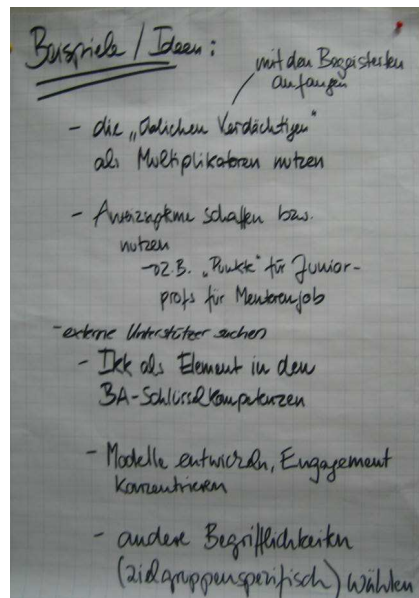 Beispiele / Ideen:
mit den Begeisterten
anfangen
- die „üblichen Verdächtigen"
als Multiplikatoren nutzen
- Anreizsysteme schaffen bzw.
nutzen
→ z.B. „Punkte" für Junior-
profs für Mentorenjob
- externe Unterstützer suchen
- Ikk als Element in den
BA-Schlüsselkompetenzen
- Modelle entwickeln, Engagement
konzentrieren
- andere Begrifflichkeiten
(zielgruppenspezifisch) wählen